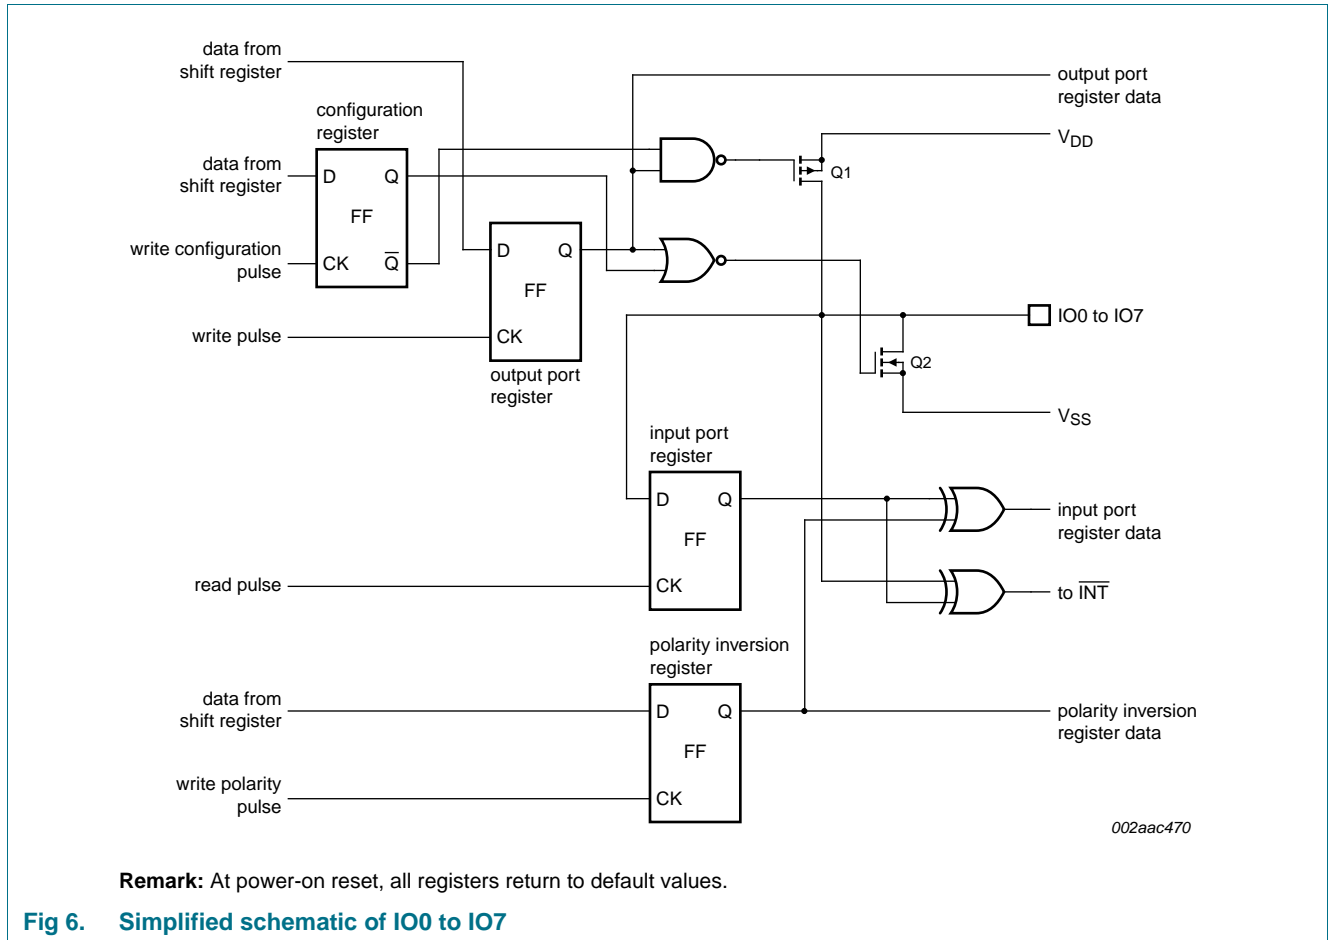 data from
shift register
output port
register data
configuration
register
V_DD
data from
shift register
D
Q
Q1
FF
write configuration
pulse
CK
Q̅
D
Q
FF
IO0 to IO7
write pulse
CK
Q2
output port
register
V_SS
input port
register
D
Q
input port
register data
FF
read pulse
CK
to I̅N̅T̅
polarity inversion
register
data from
shift register
D
Q
polarity inversion
register data
FF
write polarity
pulse
CK
002aac470
Remark: At power-on reset, all registers return to default values.
Fig 6. Simplified schematic of IO0 to IO7